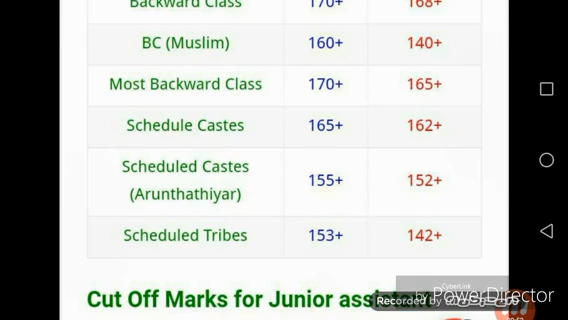 Backward Class 170+ 168+
BC (Muslim) 160+ 140+
Most Backward Class 170+ 165+
Schedule Castes 165+ 162+
Scheduled Castes
(Arunthathiyar) 155+ 152+
Scheduled Tribes 153+ 142+
Cut Off Marks for Junior
CyberLink
PowerDirector
Recorded by